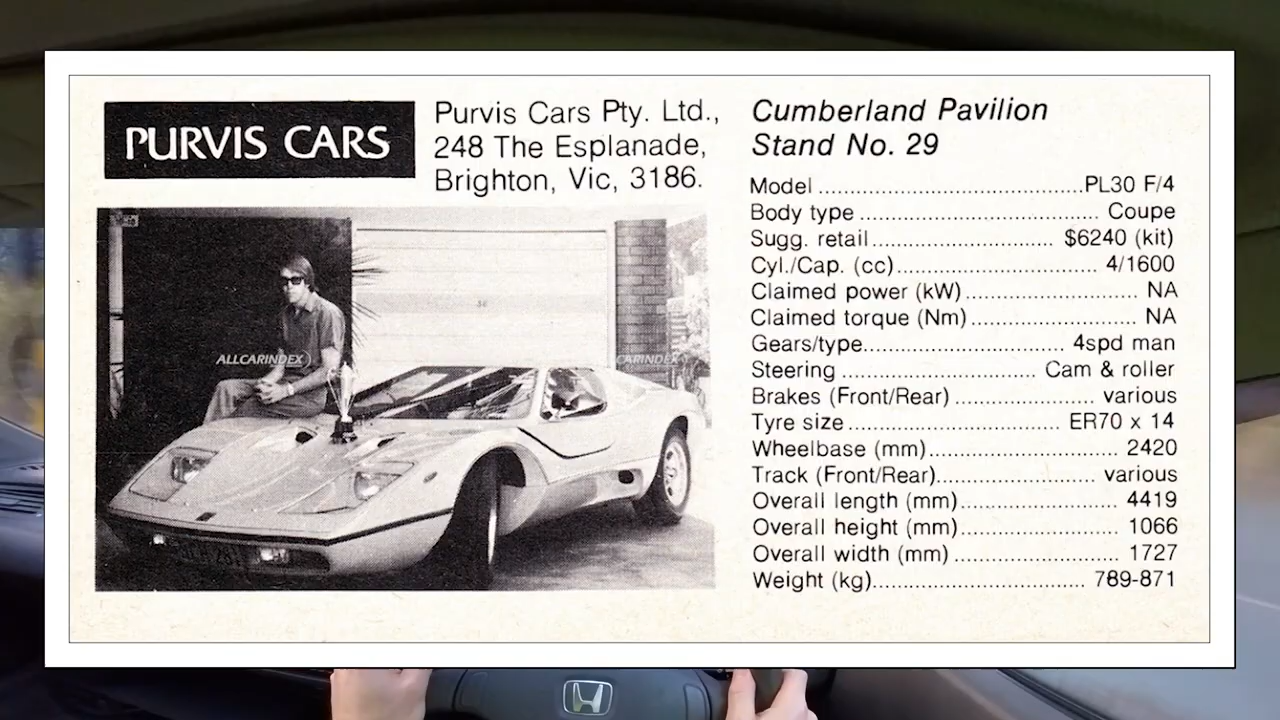 PURVIS CARS
Purvis Cars Pty. Ltd.,
248 The Esplanade,
Brighton, Vic, 3186.
Cumberland Pavilion
Stand No. 29
Model ........................................PL30 F/4
Body type .................................... Coupe
Sugg. retail........................... $6240 (kit)
Cyl./Cap. (cc).............................. 4/1600
Claimed power (kW).......................... NA
Claimed torque (Nm)......................... NA
Gears/type.............................. 4spd man
Steering ............................ Cam & roller
Brakes (Front/Rear) .................... various
Tyre size................................ ER70 x 14
Wheelbase (mm)............................. 2420
Track (Front/Rear)....................... various
Overall length (mm)........................ 4419
Overall height (mm)........................ 1066
Overall width (mm) ......................... 1727
Weight (kg)................................ 789-871
ALLCARINDEX
CARINDEX